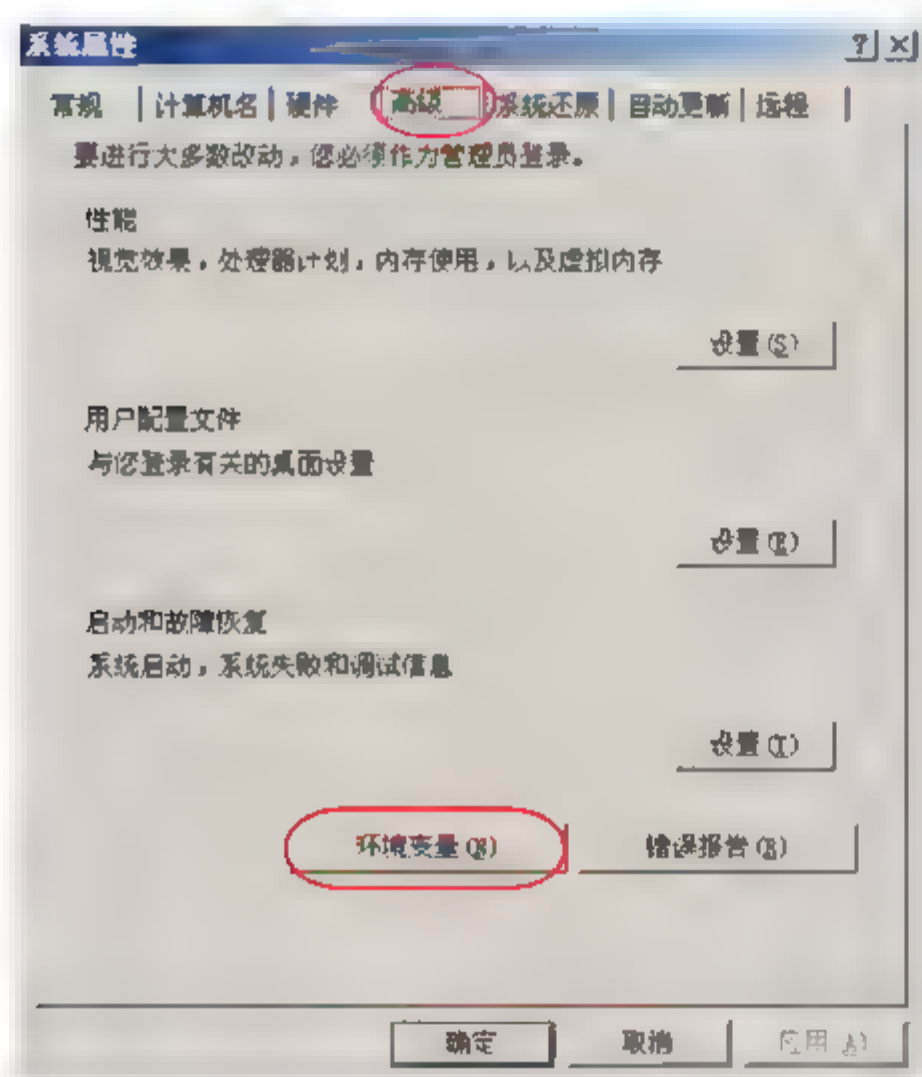 系统属性 ? ×
常规 计算机名 硬件 高级 系统还原 自动更新 远程
要进行大多数改动，您必须作为管理员登录。
性能
视觉效果，处理器计划，内存使用，以及虚拟内存
设置(S)
用户配置文件
与您登录有关的桌面设置
设置(E)
启动和故障恢复
系统启动，系统失败和调试信息
设置(T)
环境变量(N) 错误报告(R)
确定 取消 应用(A)